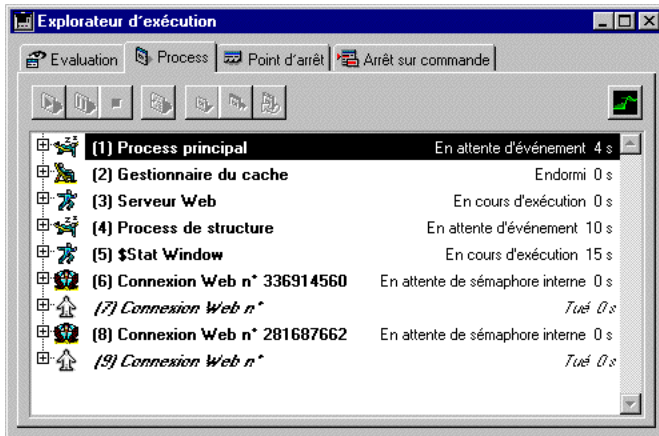 Explorateur d'exécution
Evaluation Process Point d'arrêt Arrêt sur commande
(1) Process principal En attente d'événement 4 s
(2) Gestionnaire du cache Endormi 0 s
(3) Serveur Web En cours d'exécution 0 s
(4) Process de structure En attente d'événement 10 s
(5) $Stat Window En cours d'exécution 15 s
(6) Connexion Web n° 336914560 En attente de sémaphore interne 0 s
(7) Connexion Web n° Tué 0 s
(8) Connexion Web n° 281687662 En attente de sémaphore interne 0 s
(9) Connexion Web n° Tué 0 s